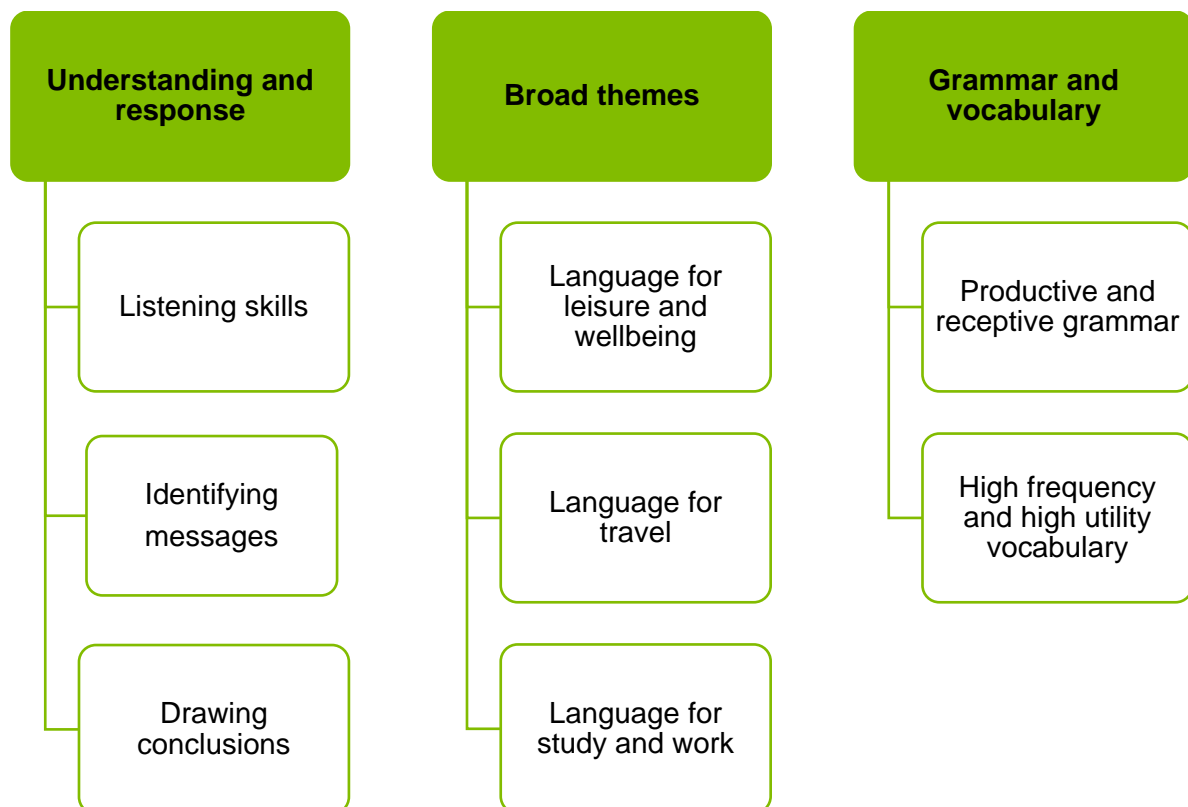 Understanding and
response
Listening skills
Identifying
messages
Drawing
conclusions
Broad themes
Language for
leisure and
wellbeing
Language for
travel
Language for
study and work
Grammar and
vocabulary
Productive and
receptive grammar
High frequency
and high utility
vocabulary